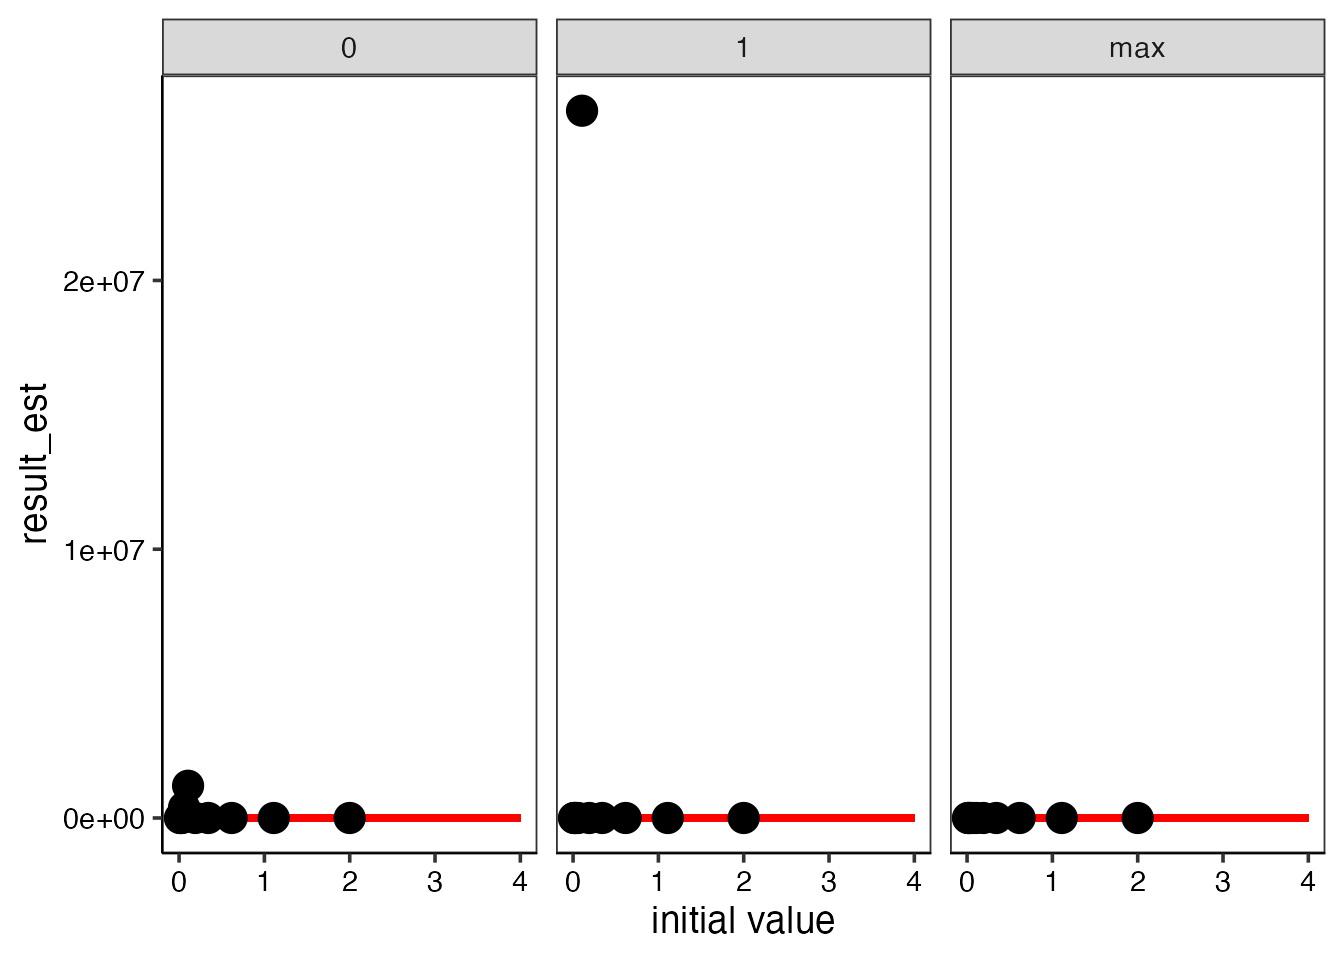 0
1
max
result_est
2e+07
1e+07
0e+00
0 1 2 3 4
0 1 2 3 4
0 1 2 3 4
initial value